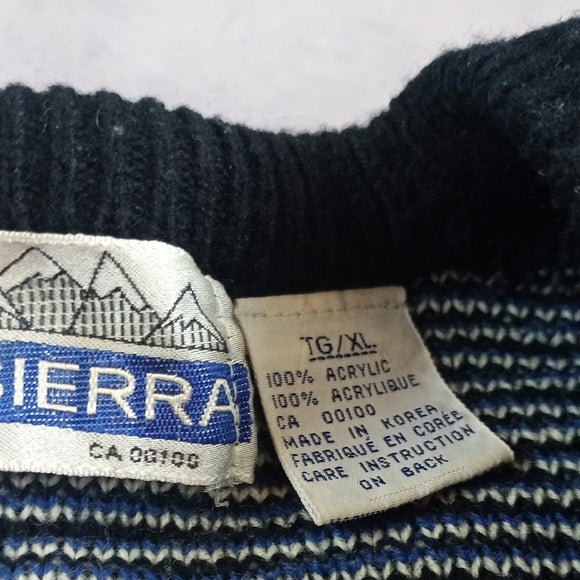 SIERRA
CA 00100
TG/XL
100% ACRYLIC
100% ACRYLIQUE
CA 00100
MADE IN KOREA
FABRIQUÉ EN CORÉE
CARE INSTRUCTION
ON BACK